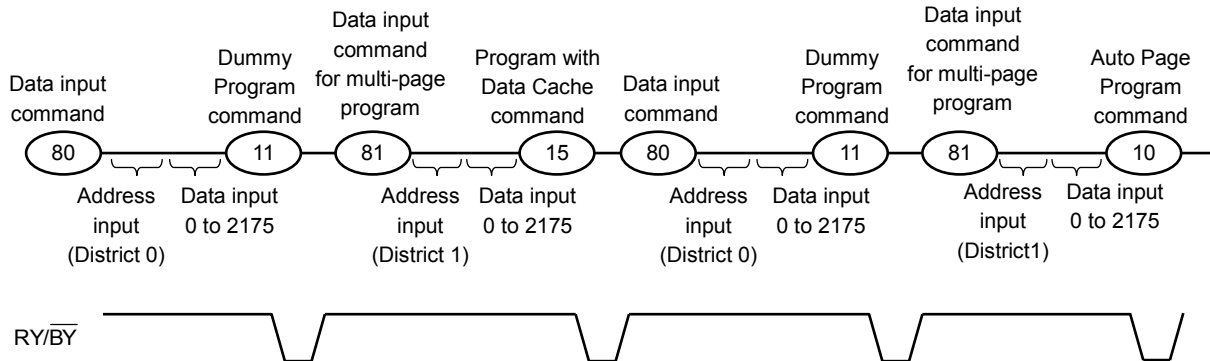 Data input
command
Dummy
Program
command
Data input
command
for multi-page
program
Program with
Data Cache
command
Data input
command
Dummy
Program
command
Data input
command
for multi-page
program
Auto Page
Program
command
80
11
81
15
80
11
81
10
Address
input
(District 0)
Data input
0 to 2175
Address
input
(District 1)
Data input
0 to 2175
Address
input
(District 0)
Data input
0 to 2175
Address
input
(District1)
Data input
0 to 2175
RY/B̅Y̅